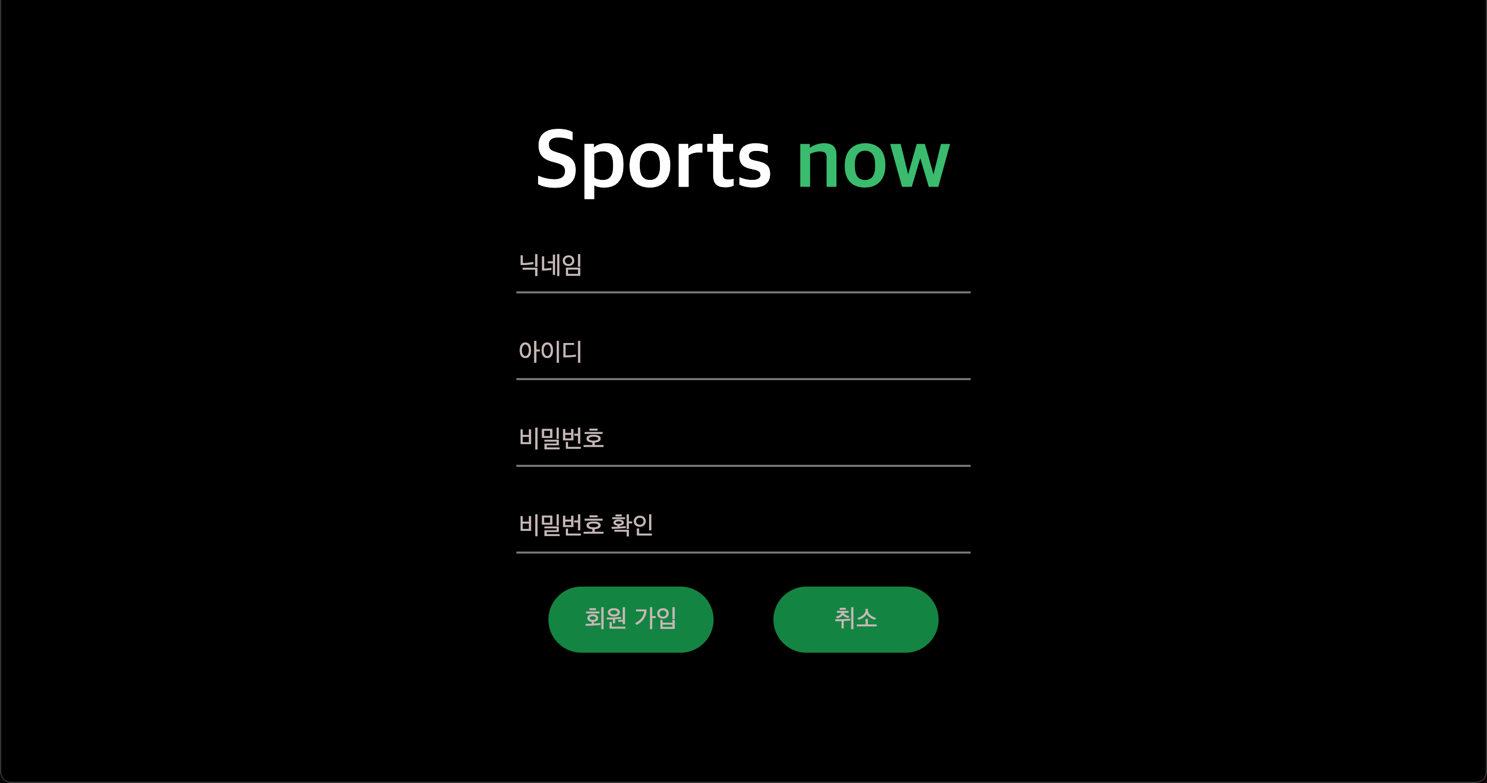 Sports now
닉네임
아이디
비밀번호
비밀번호 확인
회원 가입 취소